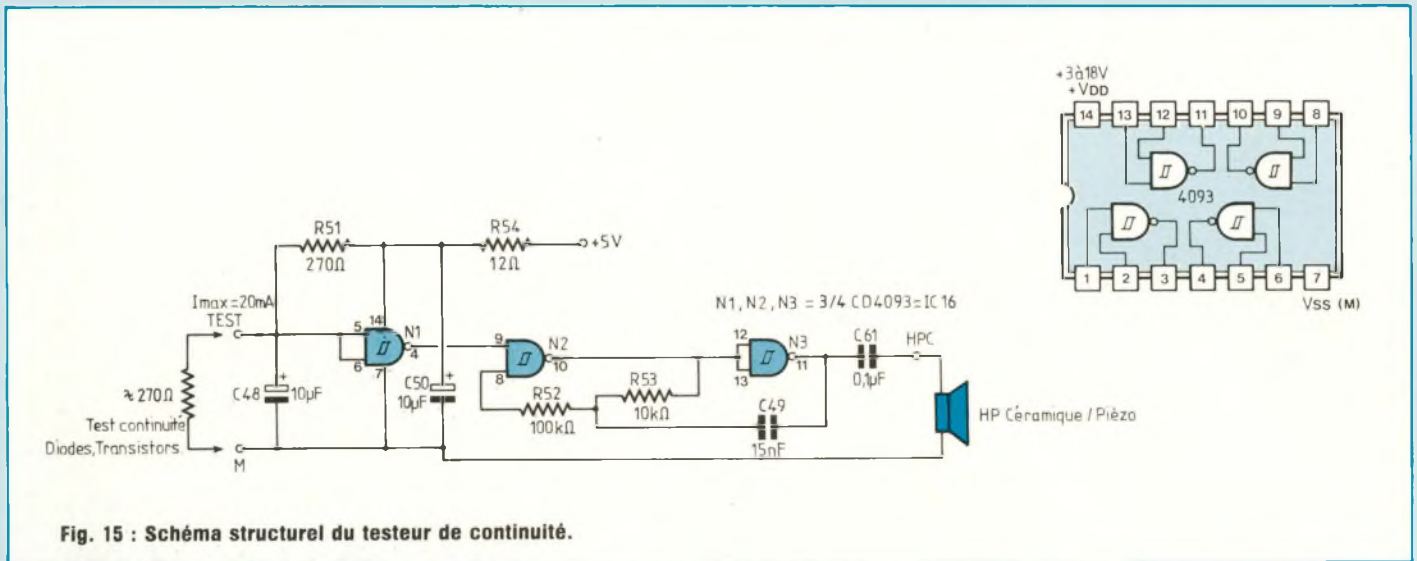 +3à18V
+VDD
14 13 12 11 10 9 8
4093
1 2 3 4 5 6 7
VSS (M)
R51
270Ω
R54
12Ω
+5V
Imax=20mA
TEST
≈270Ω
C48
10µF
Test continuité
Diodes,Transistors
M
5
6
14
7
4
N1
C50
10µF
9
8
10
N2
R52
100kΩ
R53
10kΩ
N1, N2, N3 = 3/4 CD4093=IC16
12
13
11
N3
C49
15nF
C61
0,1µF
HPC
HP Céramique / Pièzo
Fig. 15 : Schéma structurel du testeur de continuité.